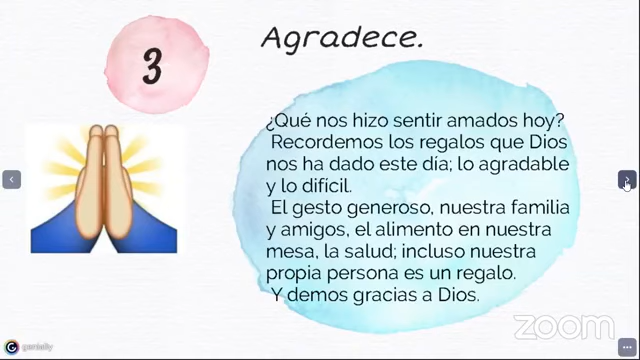 3
Agradece.
¿Qué nos hizo sentir amados hoy?
Recordemos los regalos que Dios
nos ha dado este día; lo agradable
y lo difícil.
El gesto generoso, nuestra familia
y amigos, el alimento en nuestra
mesa, la salud; incluso nuestra
propia persona es un regalo.
Y demos gracias a Dios.
genially
zoom